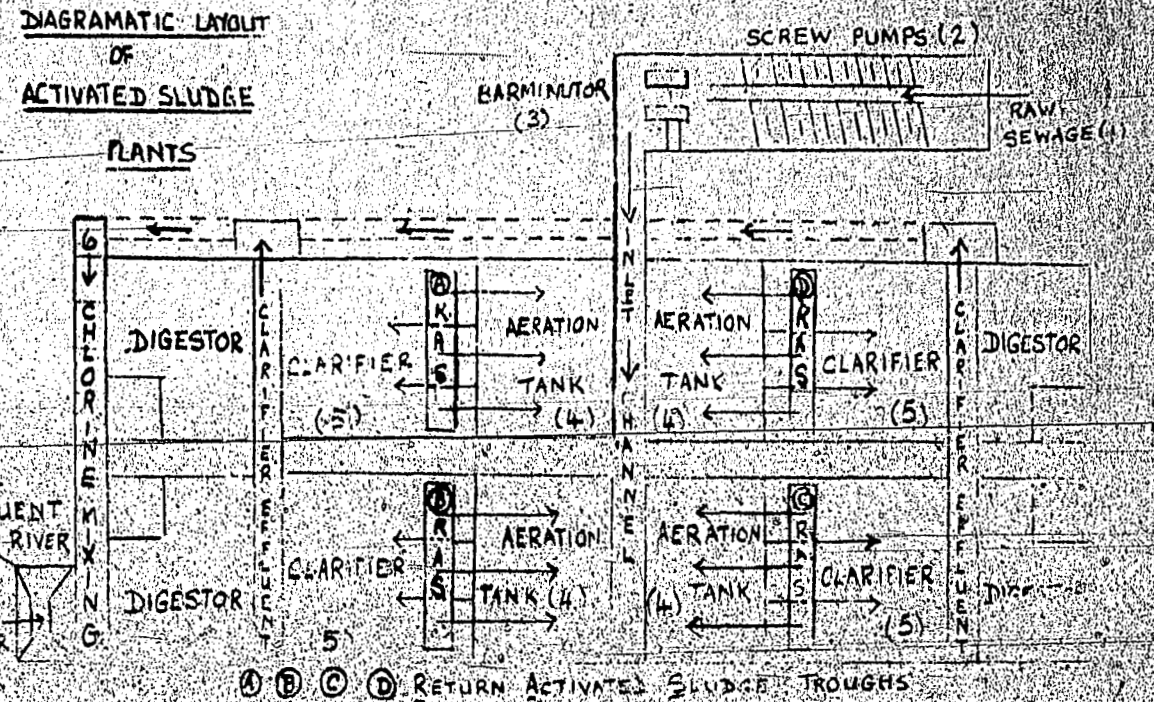 DIAGRAMATIC LAYOUT
OF
ACTIVATED SLUDGE
PLANTS
SCREW PUMPS (2)
BARMINUTOR
(3)
RAW
SEWAGE (1)
6
CHLORINE MIXING
DIGESTOR
CLARIFIER EFFLUENT
CLARIFIER
A
AERATION
TANK
(4)
INLET CHANNEL
AERATION
TANK
(4)
D
RAS
CLARIFIER
(5)
CLARIFIER EFFLUENT
DIGESTOR
RIVER
DIGESTOR
CLARIFIER
5)
B
RAS
AERATION
TANK (4)
AERATION
(4) TANK
C
RAS
CLARIFIER
(5)
A B C D RETURN ACTIVATED SLUDGE TROUGHS